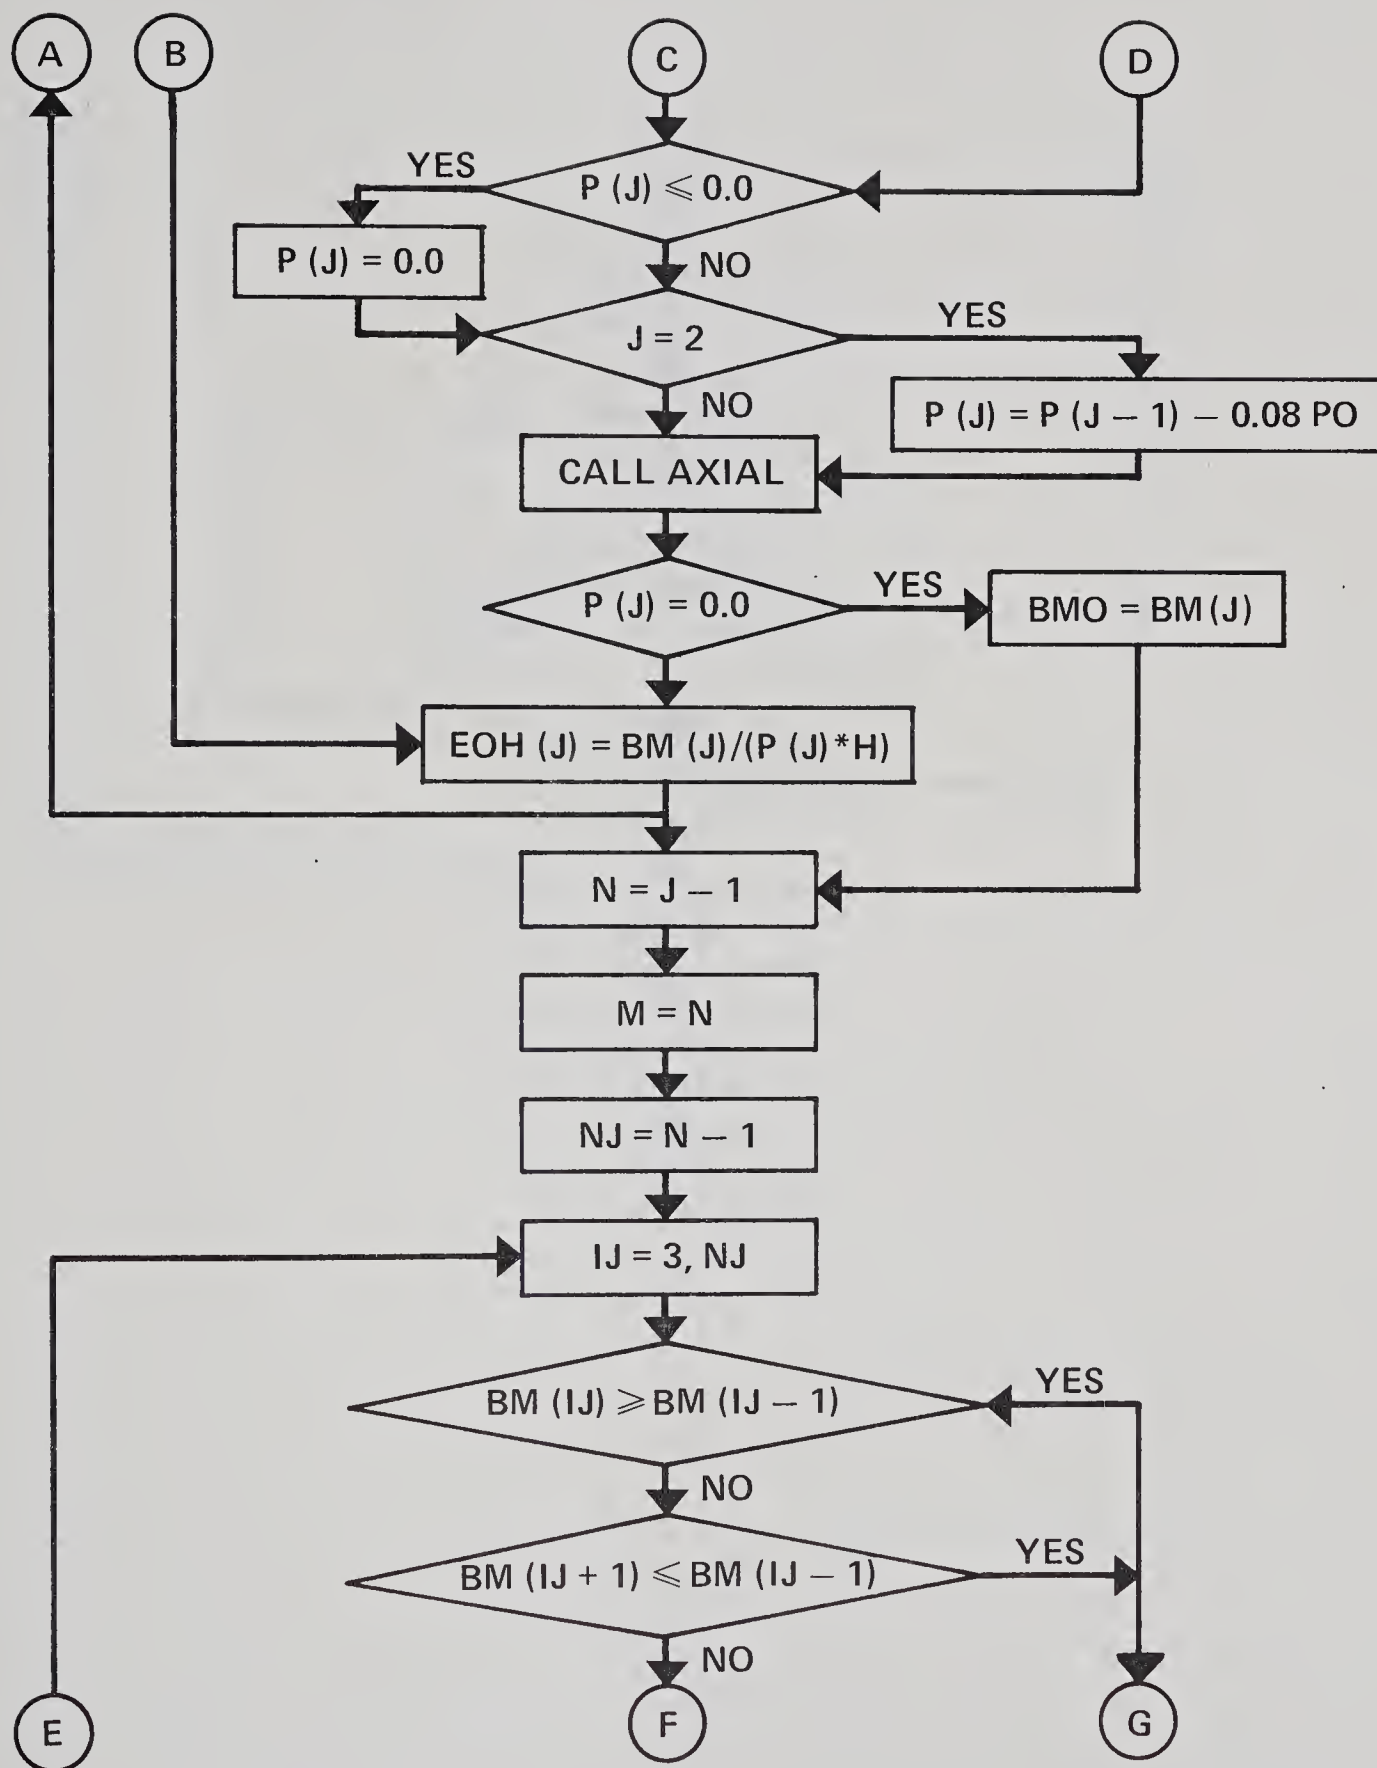 A
B
C
D
YES
P (J) ⩽ 0.0
P (J) = 0.0
NO
J = 2
YES
NO
P (J) = P (J – 1) – 0.08 PO
CALL AXIAL
P (J) = 0.0
YES
BMO = BM (J)
EOH (J) = BM (J)/(P (J) * H)
N = J – 1
M = N
NJ = N – 1
IJ = 3, NJ
BM (IJ) ⩾ BM (IJ – 1)
YES
NO
BM (IJ + 1) ⩽ BM (IJ – 1)
YES
NO
E
F
G